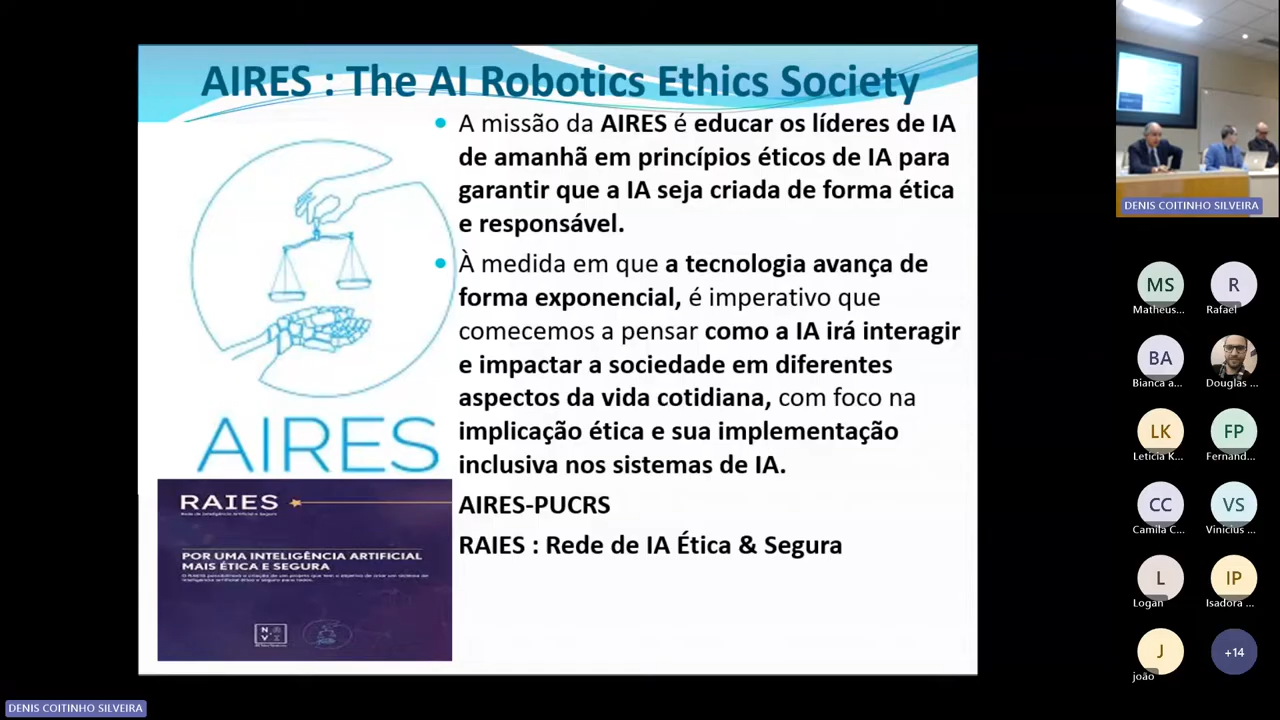 AIRES : The AI Robotics Ethics Society
A missão da AIRES é educar os líderes de IA
de amanhã em princípios éticos de IA para
garantir que a IA seja criada de forma ética
e responsável.
À medida em que a tecnologia avança de
forma exponencial, é imperativo que
comecemos a pensar como a IA irá interagir
e impactar a sociedade em diferentes
aspectos da vida cotidiana, com foco na
implicação ética e sua implementação
inclusiva nos sistemas de IA.
AIRES-PUCRS
RAIES : Rede de IA Ética & Segura
AIRES
RAIES
Rede de Inteligência Artificial e Segura
POR UMA INTELIGÊNCIA ARTIFICIAL
MAIS ÉTICA E SEGURA
DENIS COITINHO SILVEIRA
MS
Matheus...
R
Rafael
BA
Bianca a...
Douglas ...
LK
Leticia K...
FP
Fernand...
CC
Camila C...
VS
Vinicius ...
L
Logan
IP
Isadora ...
J
joão
+14
DENIS COITINHO SILVEIRA